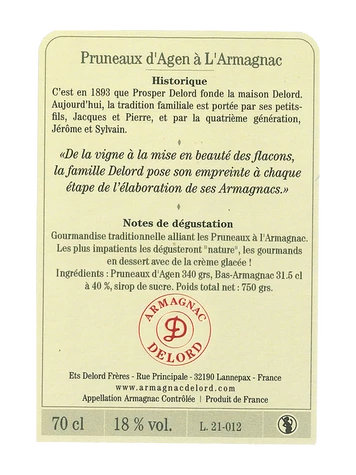 Pruneaux d'Agen à L'Armagnac
Historique
C'est en 1893 que Prosper Delord fonde la maison Delord.
Aujourd'hui, la tradition familiale est portée par ses petits-
fils, Jacques et Pierre, et par la quatrième génération,
Jérôme et Sylvain.
«De la vigne à la mise en beauté des flacons,
la famille Delord pose son empreinte à chaque
étape de l'élaboration de ses Armagnacs.»
Notes de dégustation
Gourmandise traditionnelle alliant les Pruneaux à l'Armagnac.
Les plus impatients les dégusteront "nature", les gourmands
en dessert avec de la crème glacée !
Ingrédients : Pruneaux d'Agen 340 grs, Bas-Armagnac 31.5 cl
à 40 %, sirop de sucre. Poids total net : 750 grs.
ARMAGNAC
D
DELORD
Ets Delord Frères - Rue Principale - 32190 Lannepax - France
www.armagnacdelord.com
Appellation Armagnac Contrôlée | Produit de France
70 cl 18 % vol. L. 21-012